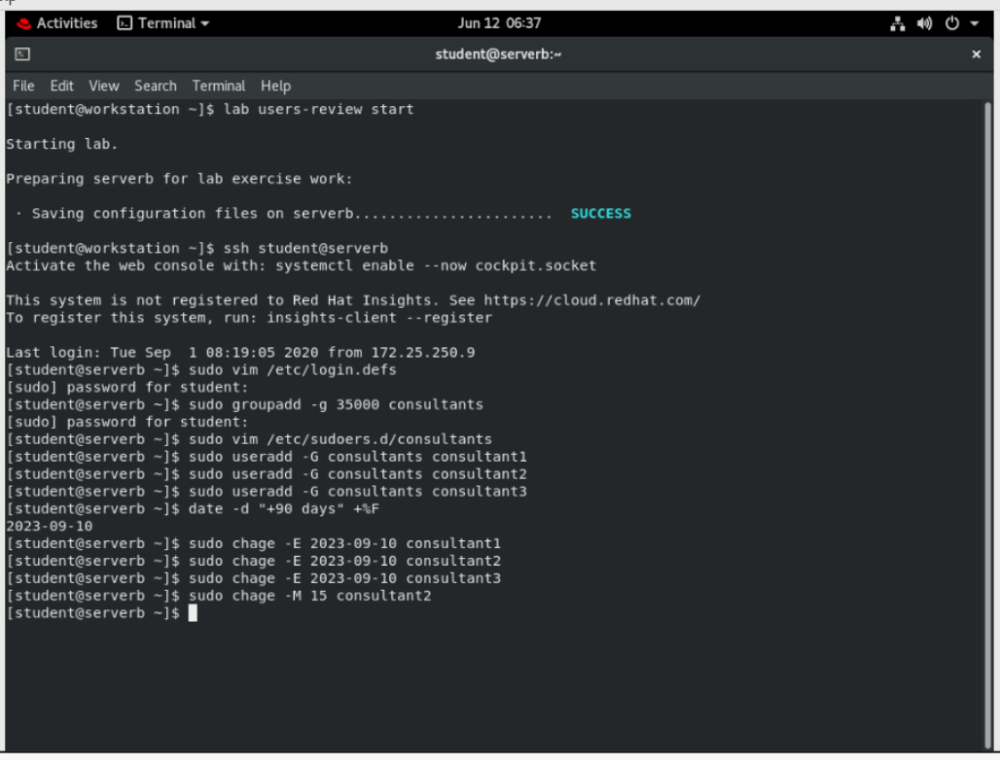 Activities Terminal Jun 12 06:37
student@serverb:~ ×
File Edit View Search Terminal Help
[student@workstation ~]$ lab users-review start
Starting lab.
Preparing serverb for lab exercise work:
· Saving configuration files on serverb....................... SUCCESS
[student@workstation ~]$ ssh student@serverb
Activate the web console with: systemctl enable --now cockpit.socket
This system is not registered to Red Hat Insights. See https://cloud.redhat.com/
To register this system, run: insights-client --register
Last login: Tue Sep  1 08:19:05 2020 from 172.25.250.9
[student@serverb ~]$ sudo vim /etc/login.defs
[sudo] password for student:
[student@serverb ~]$ sudo groupadd -g 35000 consultants
[sudo] password for student:
[student@serverb ~]$ sudo vim /etc/sudoers.d/consultants
[student@serverb ~]$ sudo useradd -G consultants consultant1
[student@serverb ~]$ sudo useradd -G consultants consultant2
[student@serverb ~]$ sudo useradd -G consultants consultant3
[student@serverb ~]$ date -d "+90 days" +%F
2023-09-10
[student@serverb ~]$ sudo chage -E 2023-09-10 consultant1
[student@serverb ~]$ sudo chage -E 2023-09-10 consultant2
[student@serverb ~]$ sudo chage -E 2023-09-10 consultant3
[student@serverb ~]$ sudo chage -M 15 consultant2
[student@serverb ~]$